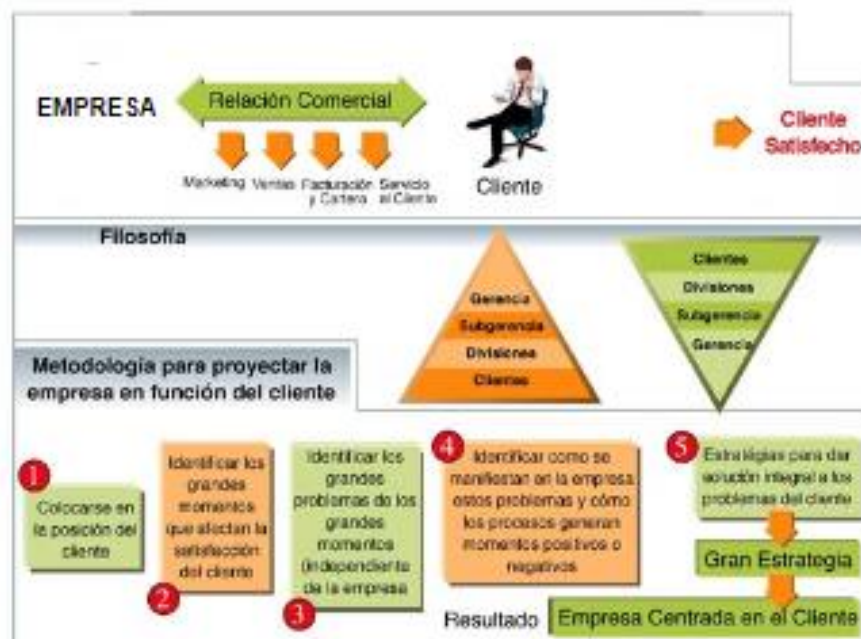 EMPRESA
Relación Comercial
Marketing
Ventas
Facturación
y Cartera
Servicio
al Cliente
Cliente
Cliente
Satisfecho
Filosofía
Gerencia
Subgerencia
Divisiones
Clientes
Clientes
Divisiones
Subgerencia
Gerencia
Metodología para proyectar la
empresa en función del cliente
1
Colocarse en
la posición del
cliente
Identificar los
grandes
momentos
que afectan la
satisfacción
del cliente
2
Identificar los
grandes
problemas de los
grandes
momentos
(independiente
de la empresa
3
4
Identificar como se
manifiestan en la empresa
estos problemas y cómo
los procesos generan
momentos positivos o
negativos
5
Estratégias para dar
solución integral a los
problemas del cliente
Gran Estrategia
Resultado
Empresa Centrada en el Cliente